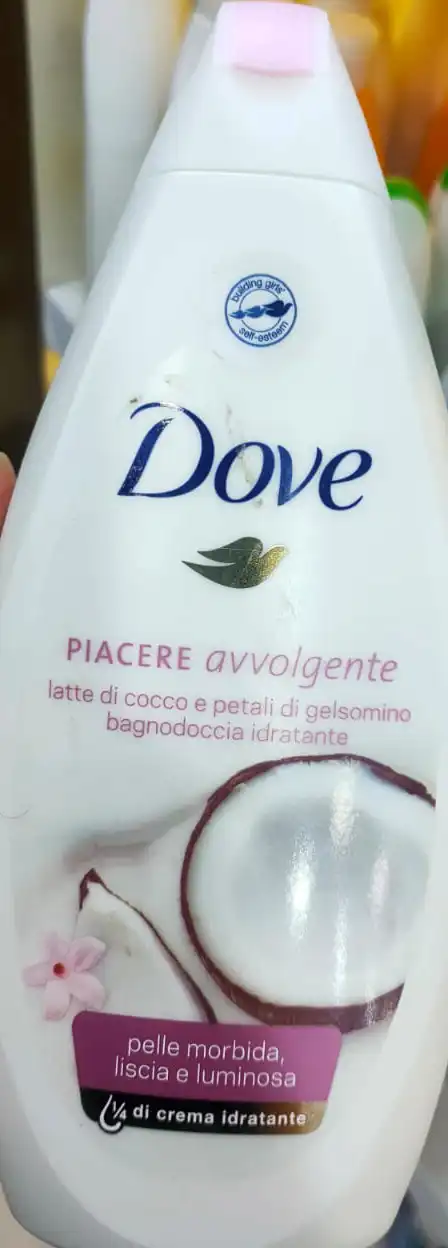 building girls'
self-esteem
Dove
PIACERE avvolgente
latte di cocco e petali di gelsomino
bagnodoccia idratante
pelle morbida,
liscia e luminosa
¼ di crema idratante